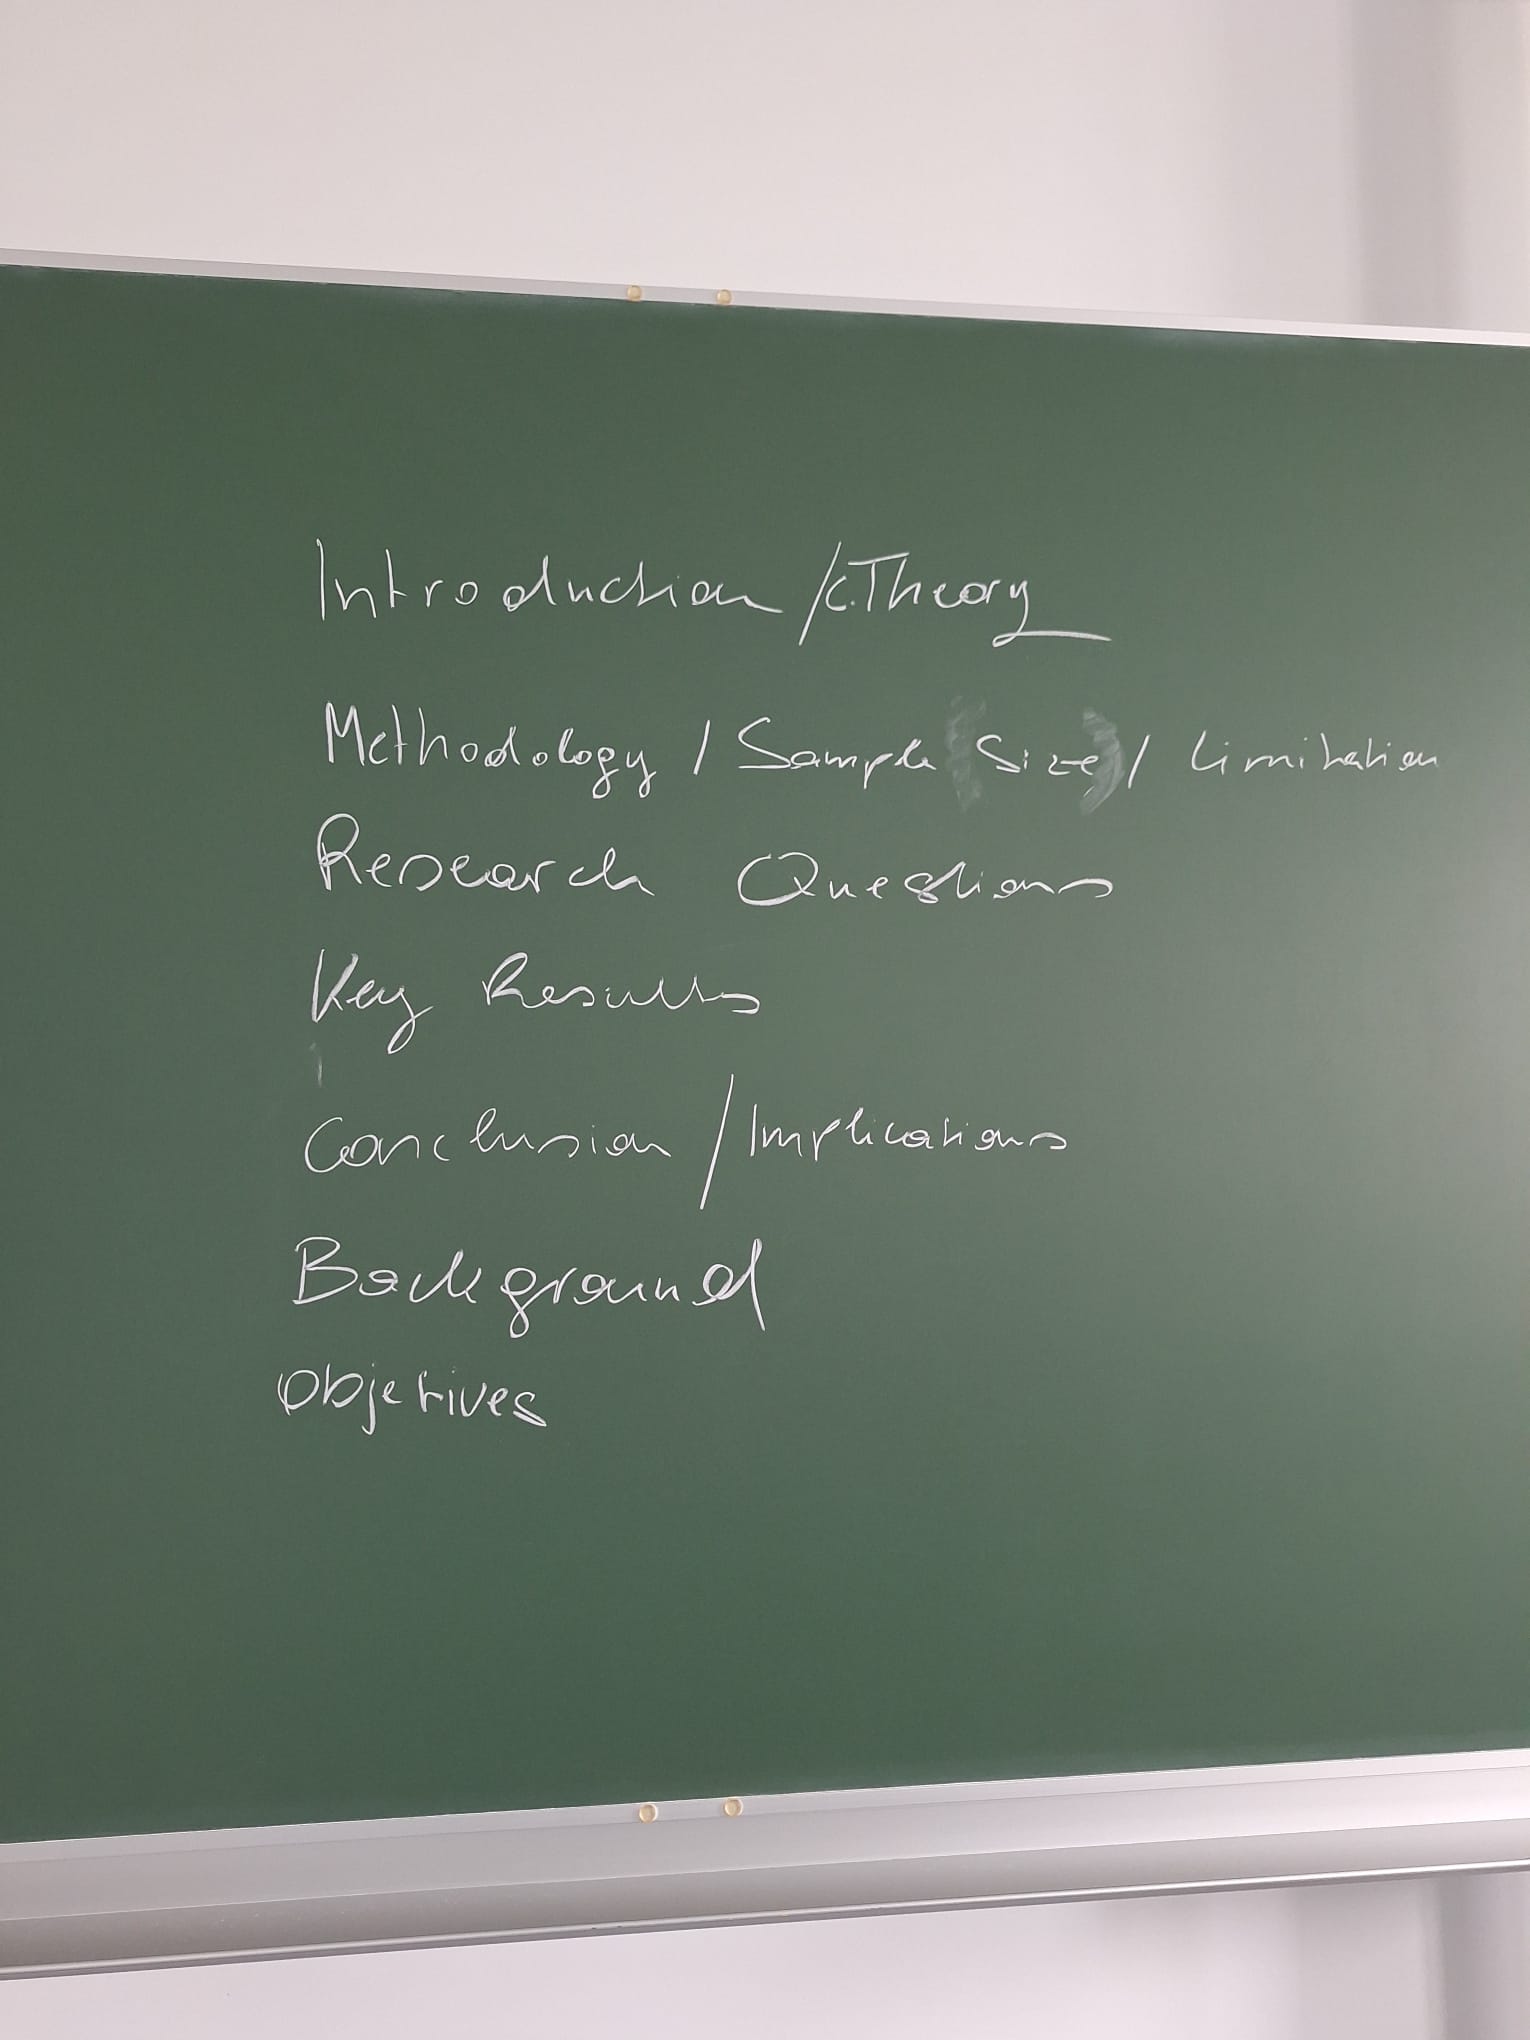 Introduction / K.Theory
Methodology / Sample Size / Limitation
Research Questions
Key Results
Conclusion / Implications
Background
Objetives